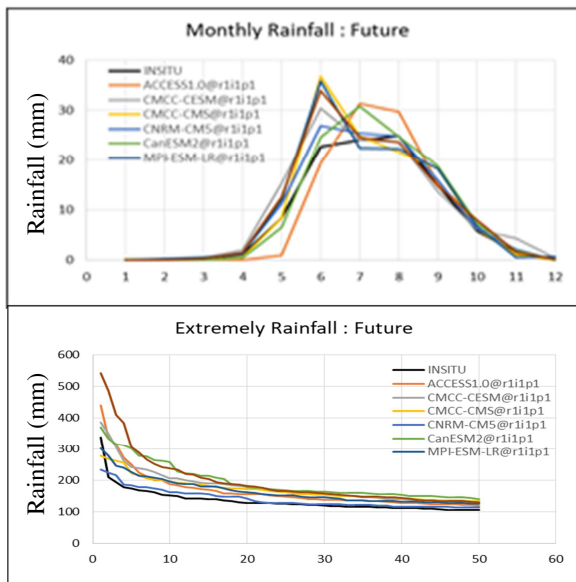 Monthly Rainfall : Future
Rainfall (mm)
40
30
20
10
0
INSITU
ACCESS1.0@r1i1p1
CMCC-CESM@r1i1p1
CMCC-CMS@r1i1p1
CNRM-CM5@r1i1p1
CanESM2@r1i1p1
MPI-ESM-LR@r1i1p1
0 1 2 3 4 5 6 7 8 9 10 11 12
Extremely Rainfall : Future
Rainfall (mm)
600
500
400
300
200
100
0
INSITU
ACCESS1.0@r1i1p1
CMCC-CESM@r1i1p1
CMCC-CMS@r1i1p1
CNRM-CM5@r1i1p1
CanESM2@r1i1p1
MPI-ESM-LR@r1i1p1
0 10 20 30 40 50 60